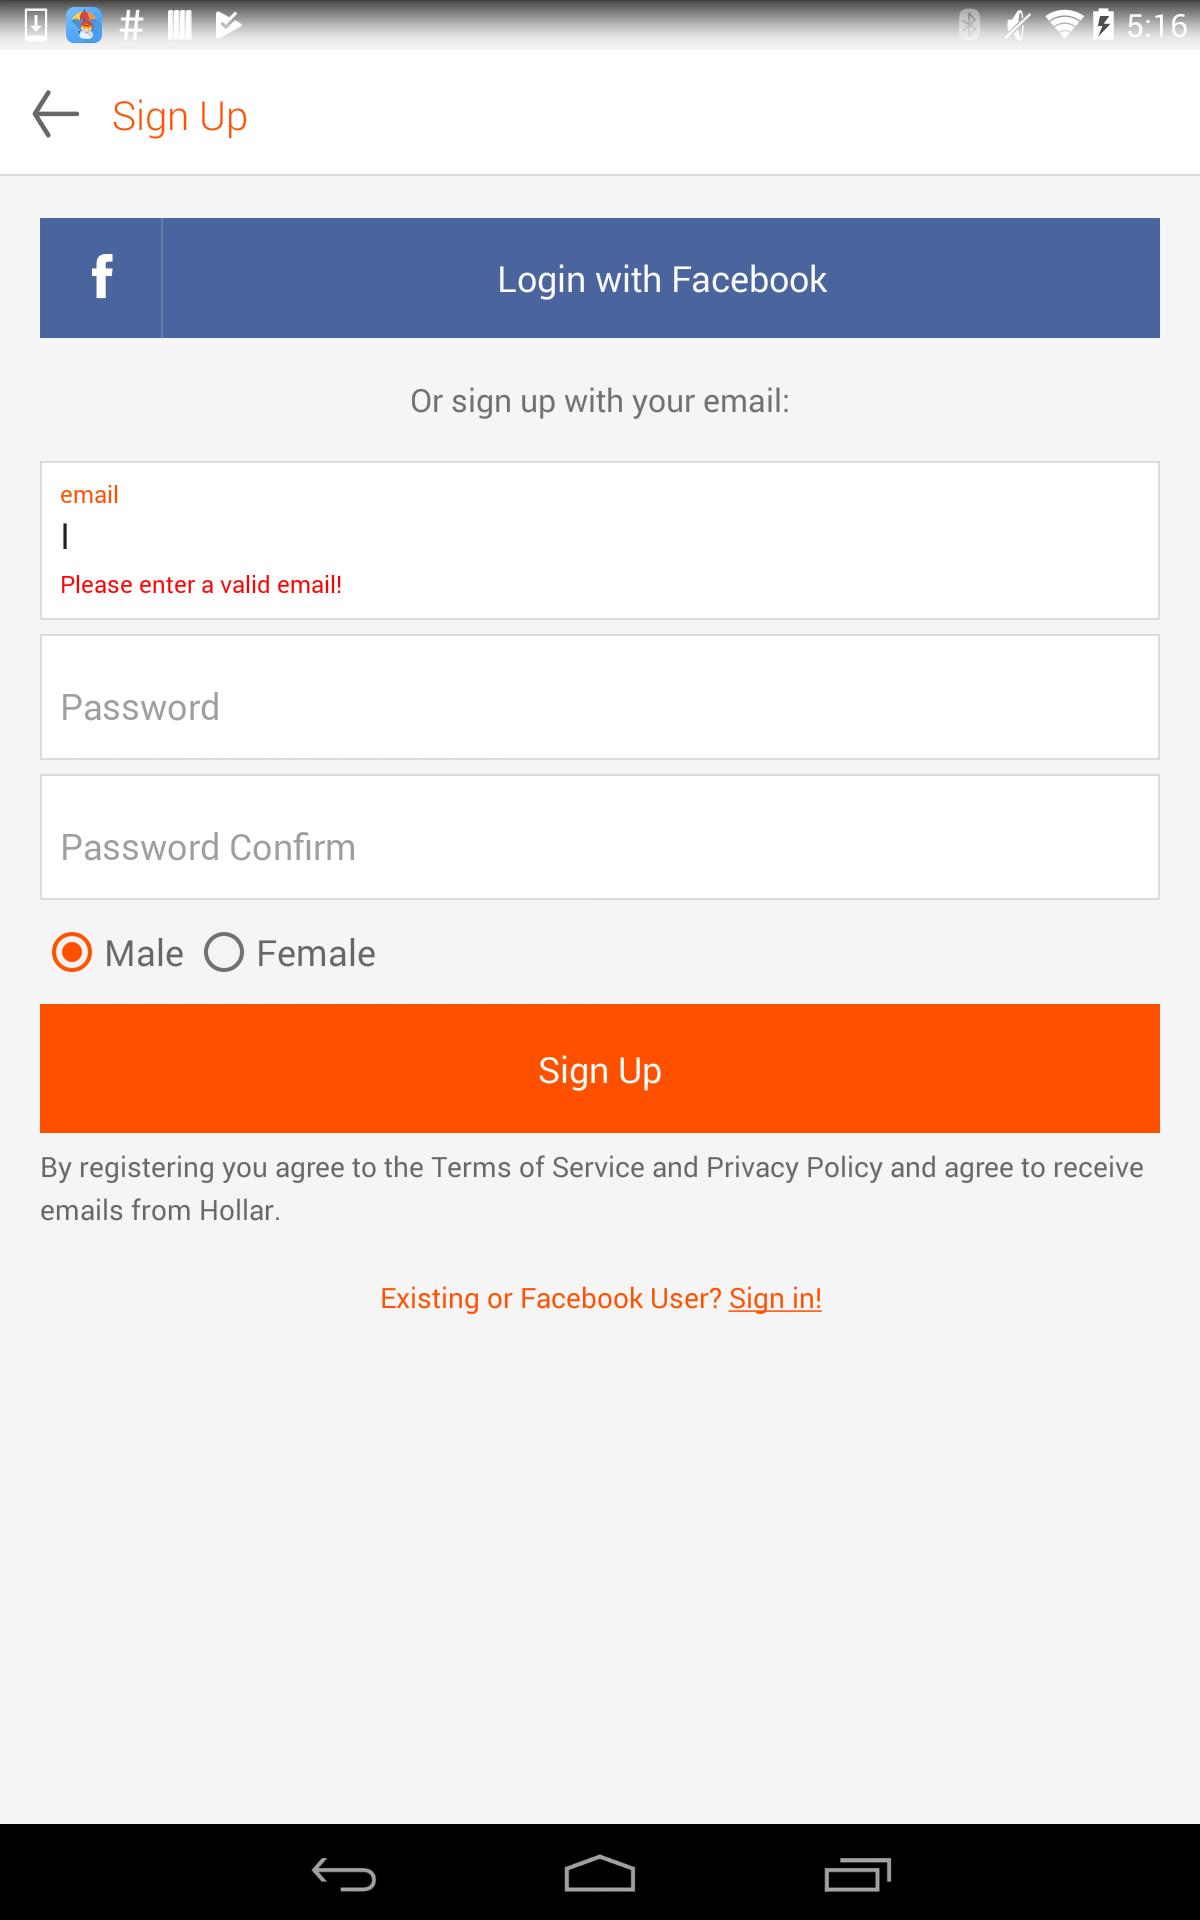 5:16
Sign Up
f
Login with Facebook
Or sign up with your email:
email
Please enter a valid email!
Password
Password Confirm
Male Female
Sign Up
By registering you agree to the Terms of Service and Privacy Policy and agree to receive
emails from Hollar.
Existing or Facebook User? Sign in!